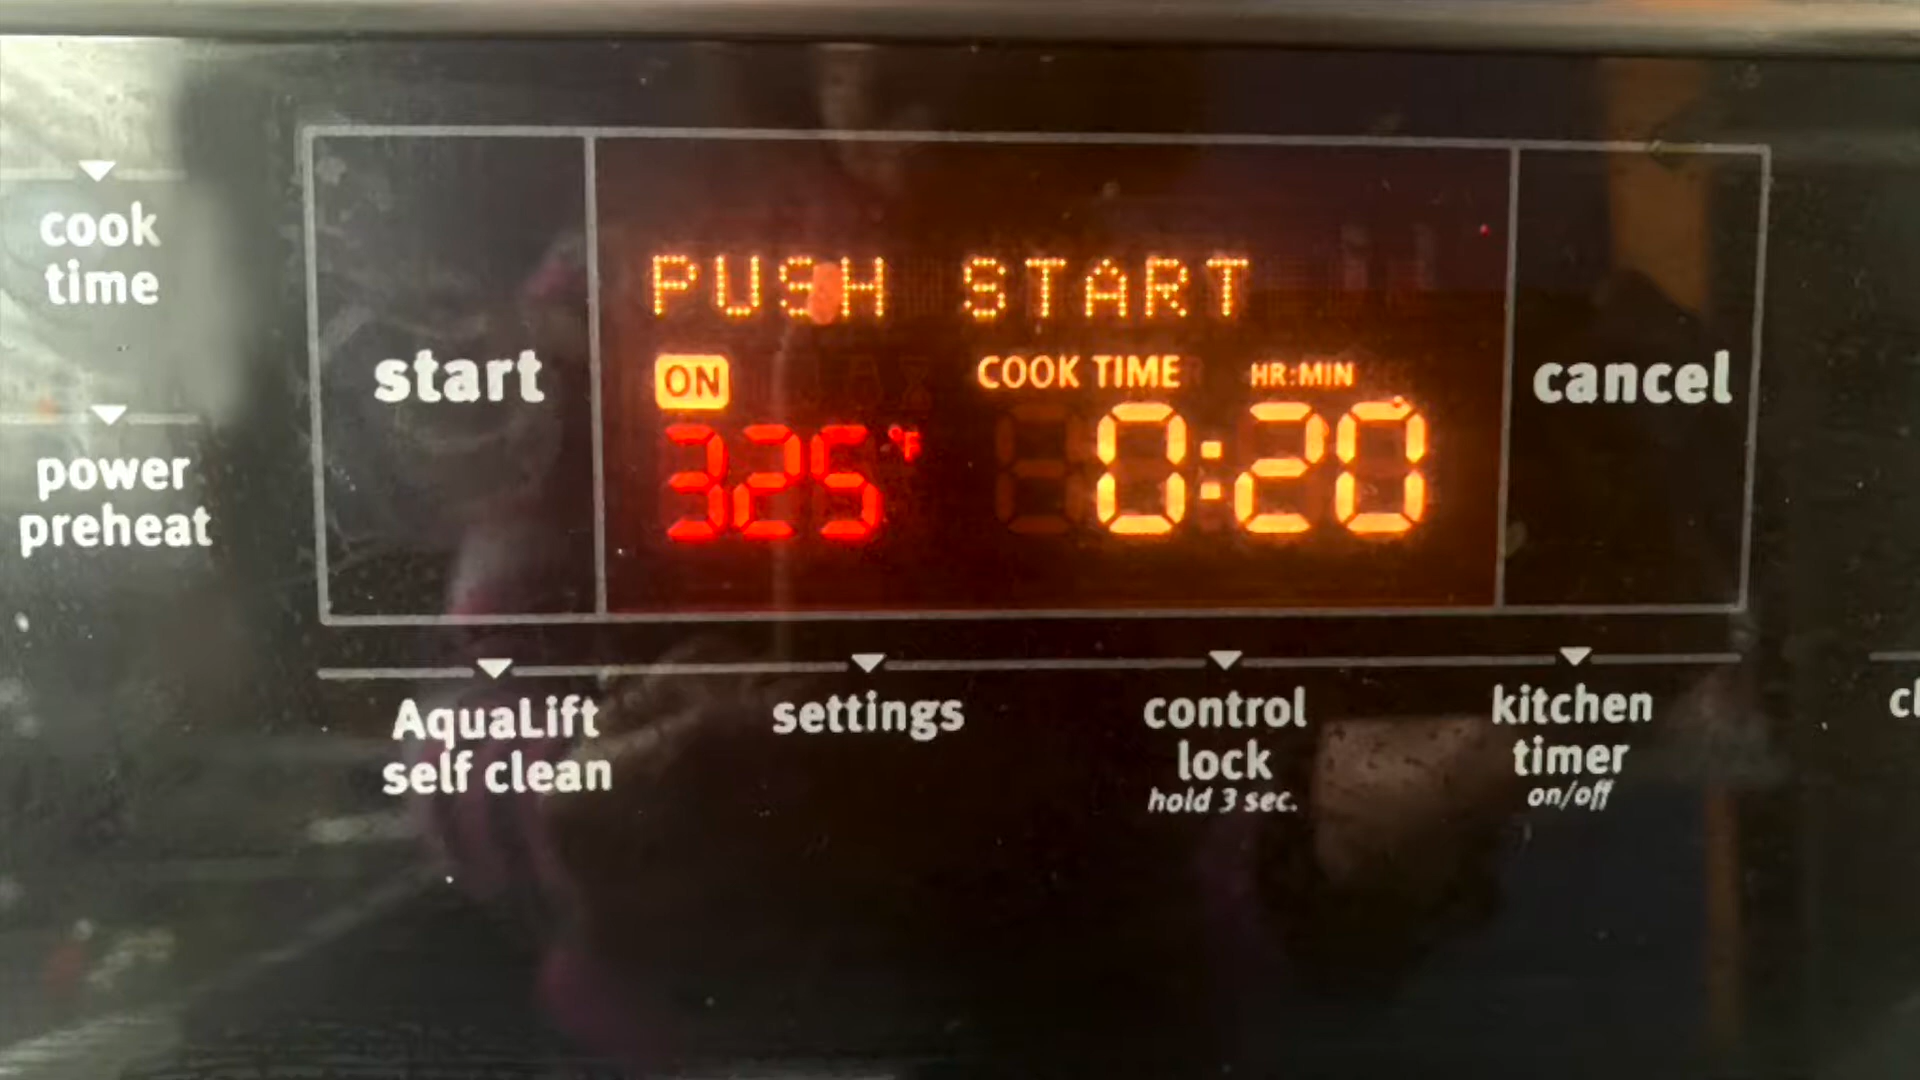 cook
time
power
preheat
start
PUSH START
ON
COOK TIME HR:MIN
325°F 0:20
cancel
AquaLift
self clean
settings
control
lock
hold 3 sec.
kitchen
timer
on/off